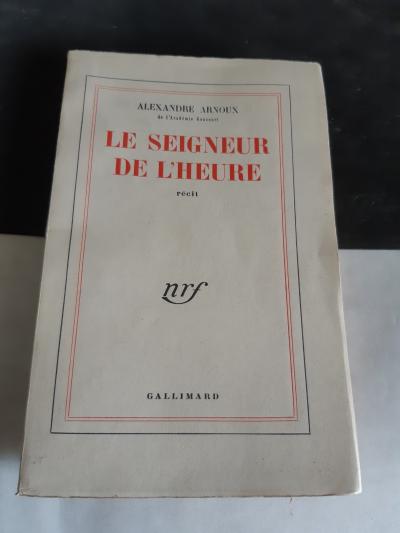 ALEXANDRE ARNOUX
de l'Académie Goncourt
LE SEIGNEUR
DE L'HEURE
récit
nrf
GALLIMARD